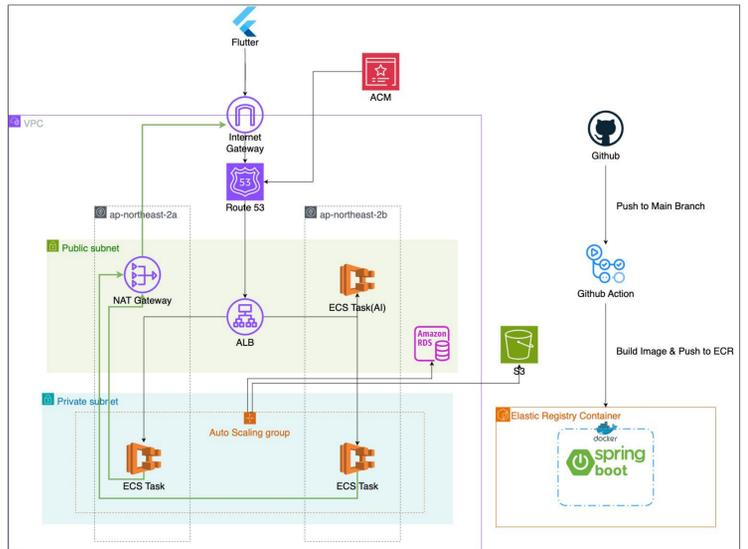 Flutter
ACM
VPC
Internet
Gateway
53
Route 53
Github
Push to Main Branch
ap-northeast-2a
ap-northeast-2b
Public subnet
NAT Gateway
ECS Task(AI)
ALB
Amazon
RDS
S3
Github Action
Build Image & Push to ECR
Private subnet
Auto Scaling group
ECS Task
ECS Task
Elastic Registry Container
docker
spring
boot